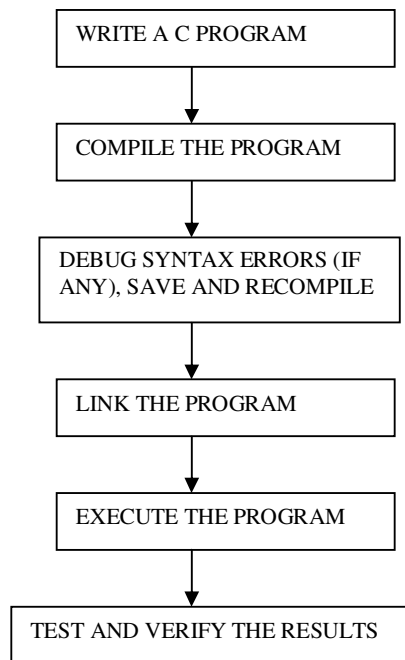 WRITE A C PROGRAM
COMPILE THE PROGRAM
DEBUG SYNTAX ERRORS (IF
ANY), SAVE AND RECOMPILE
LINK THE PROGRAM
EXECUTE THE PROGRAM
TEST AND VERIFY THE RESULTS